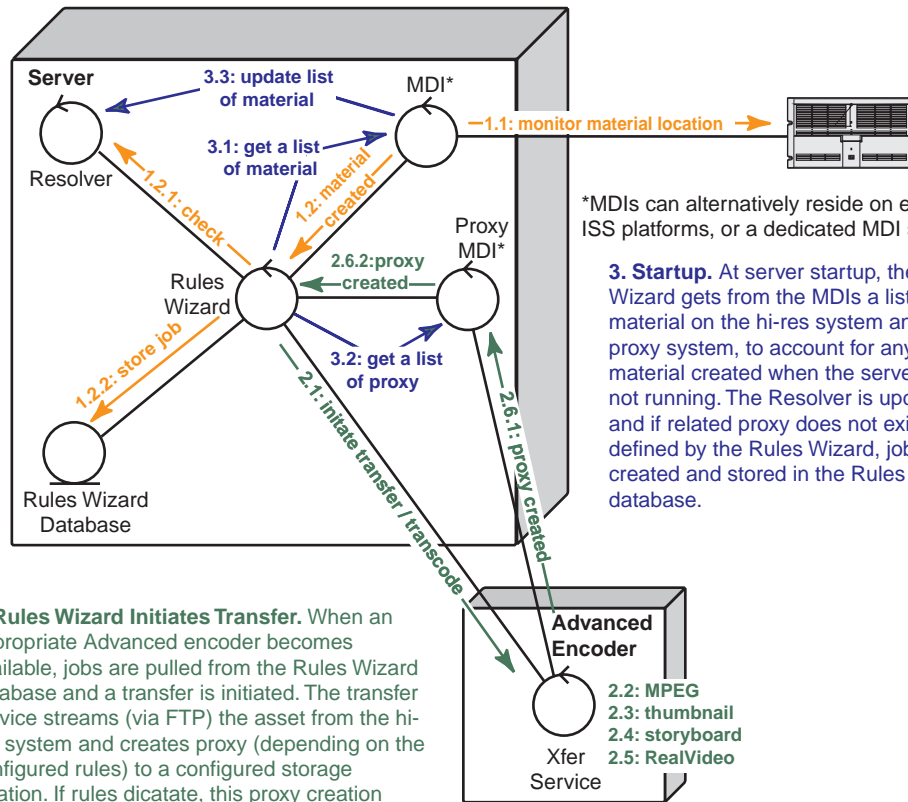 Server
3.3: update list
of material
MDI*
1.1: monitor material location
3.1: get a list
of material
Resolver
1.2.1: check
1.2: material
created
*MDIs can alternatively reside on e
ISS platforms, or a dedicated MDI
Proxy
MDI*
2.6.2:proxy
created
Rules
Wizard
3. Startup. At server startup, the
Wizard gets from the MDIs a list
material on the hi-res system an
proxy system, to account for any
material created when the serve
not running. The Resolver is upd
and if related proxy does not exi
defined by the Rules Wizard, job
created and stored in the Rules
database.
3.2: get a list
of proxy
1.2.2: store job
2.1: initiate transfer / transcode
2.6.1: proxy created
Rules Wizard
Database
Rules Wizard Initiates Transfer. When an
propriate Advanced encoder becomes
ailable, jobs are pulled from the Rules Wizard
abase and a transfer is initiated. The transfer
vice streams (via FTP) the asset from the hi-
system and creates proxy (depending on the
nfigured rules) to a configured storage
ation. If rules dicatate, this proxy creation
Advanced
Encoder
2.2: MPEG
2.3: thumbnail
2.4: storyboard
2.5: RealVideo
Xfer
Service